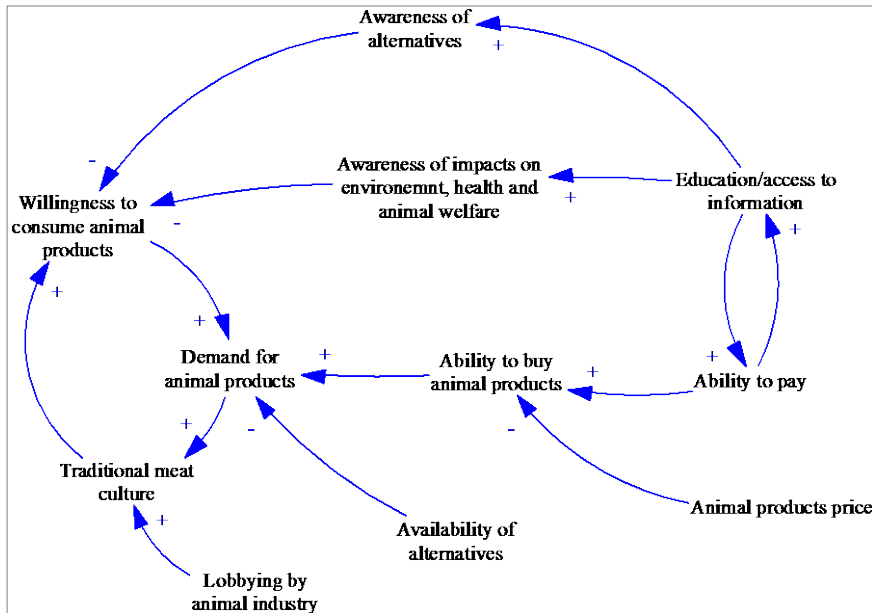 Awareness of
alternatives
+
-
Awareness of impacts on
environemnt, health and
animal welfare
Education/access to
information
+
+
Willingness to
consume animal
products
-
+
+
Demand for
animal products
+
Ability to buy
animal products
+
+
Ability to pay
+
-
-
Traditional meat
culture
Animal products price
+
Availability of
alternatives
Lobbying by
animal industry